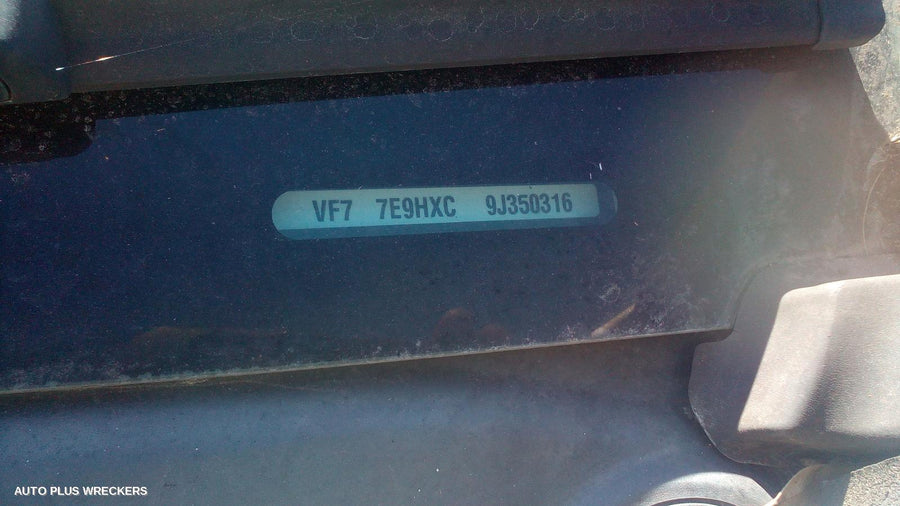 VF7 7E9HXC 9J350316
AUTO PLUS WRECKERS